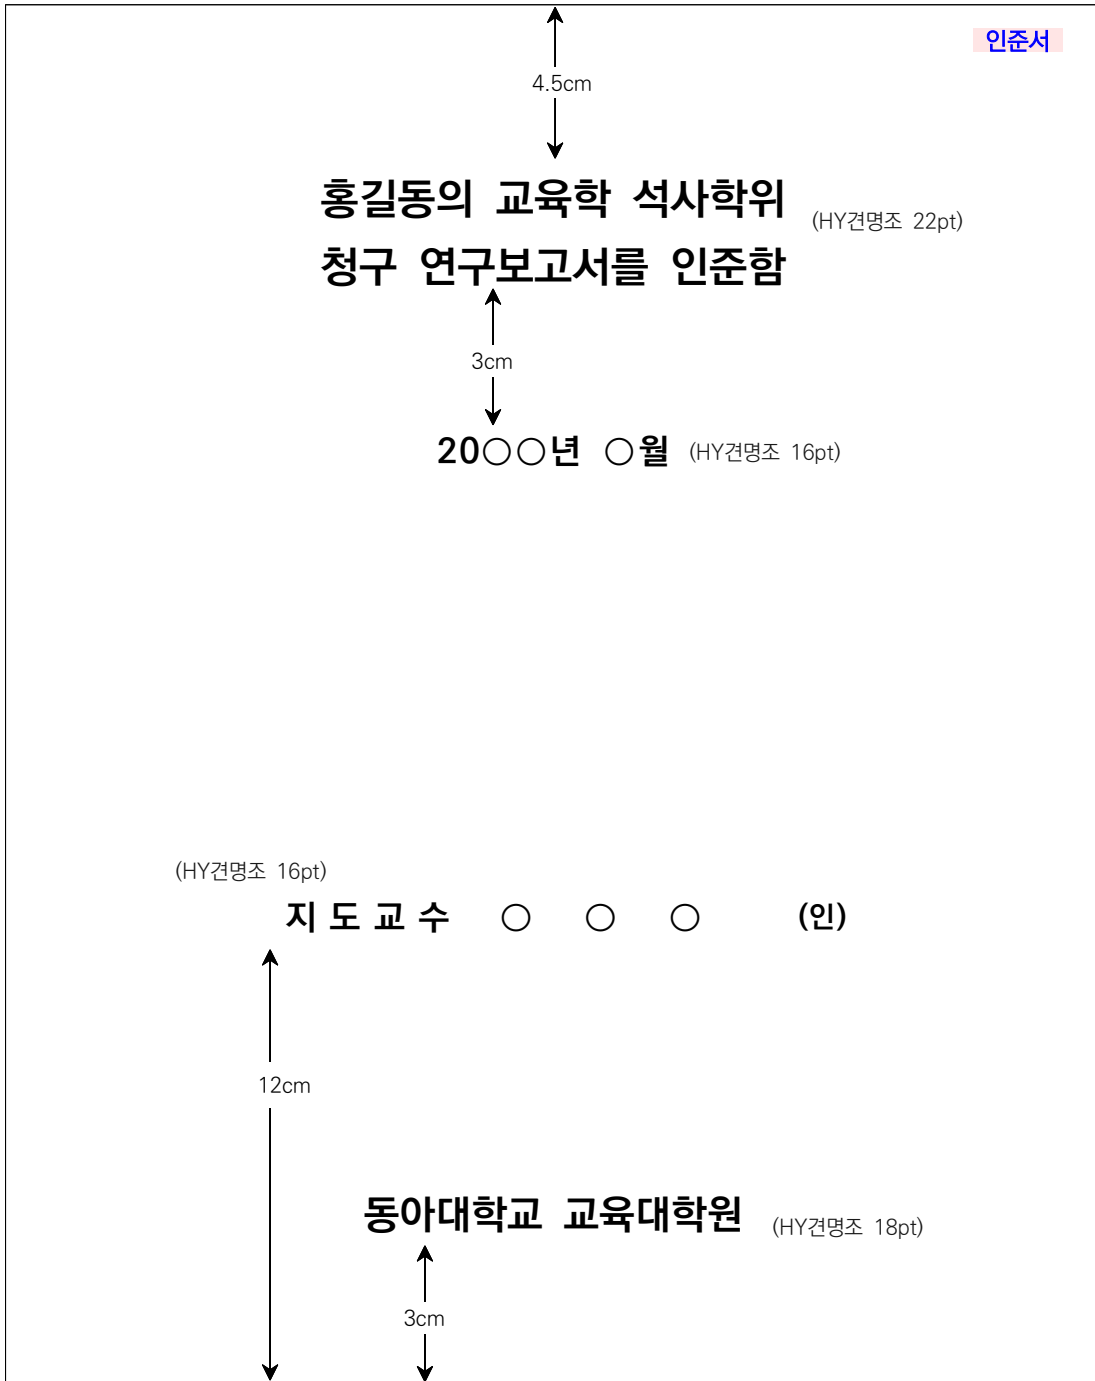 인준서
4.5cm
홍길동의 교육학 석사학위 (HY견명조 22pt)
청구 연구보고서를 인준함
3cm
20○○년 ○월 (HY견명조 16pt)
(HY견명조 16pt)
지 도 교 수 ○ ○ ○ (인)
12cm
동아대학교 교육대학원 (HY견명조 18pt)
3cm